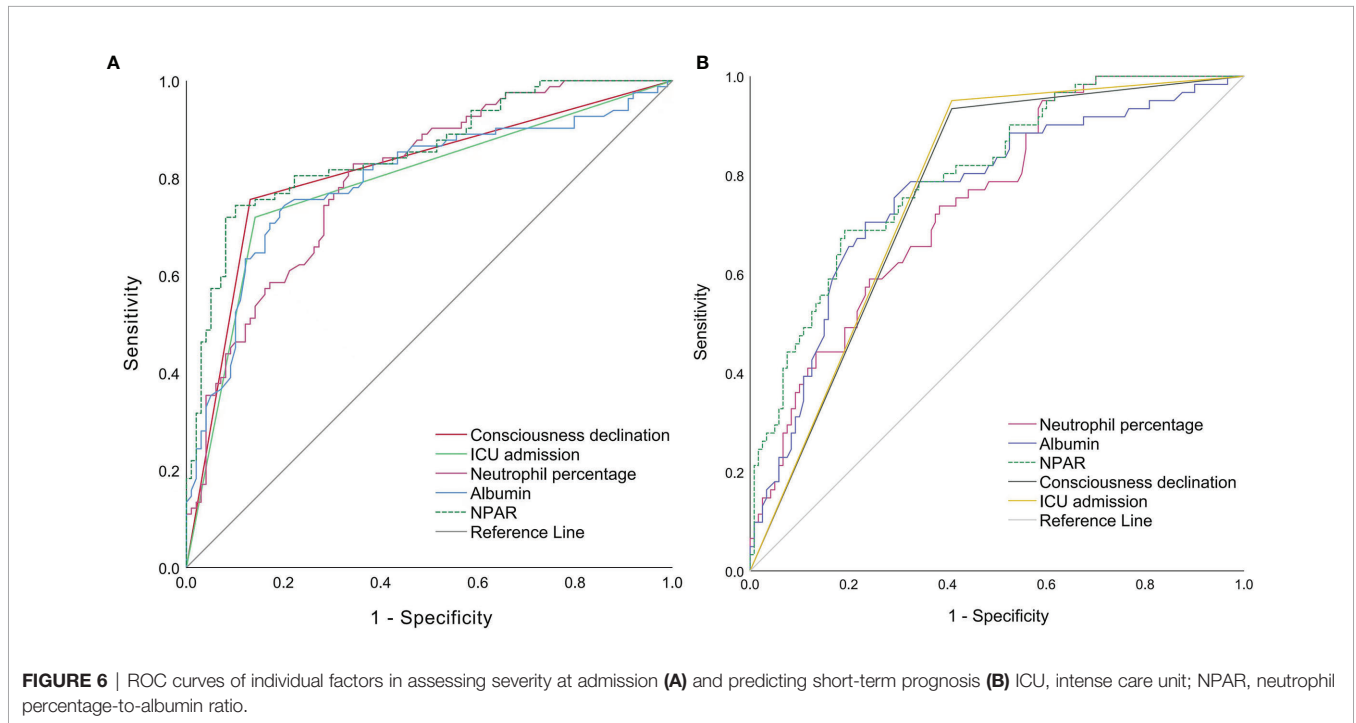 A
1.0
0.8
0.6
0.4
0.2
0.0
Sensitivity
0.0
0.2
0.4
0.6
0.8
1.0
1 - Specificity
Consciousness declination
ICU admission
Neutrophil percentage
Albumin
NPAR
Reference Line
B
1.0
0.8
0.6
0.4
0.2
0.0
Sensitivity
0.0
0.2
0.4
0.6
0.8
1.0
1 - Specificity
Neutrophil percentage
Albumin
NPAR
Consciousness declination
ICU admission
Reference Line
FIGURE 6 | ROC curves of individual factors in assessing severity at admission (A) and predicting short-term prognosis (B) ICU, intense care unit; NPAR, neutrophil
percentage-to-albumin ratio.